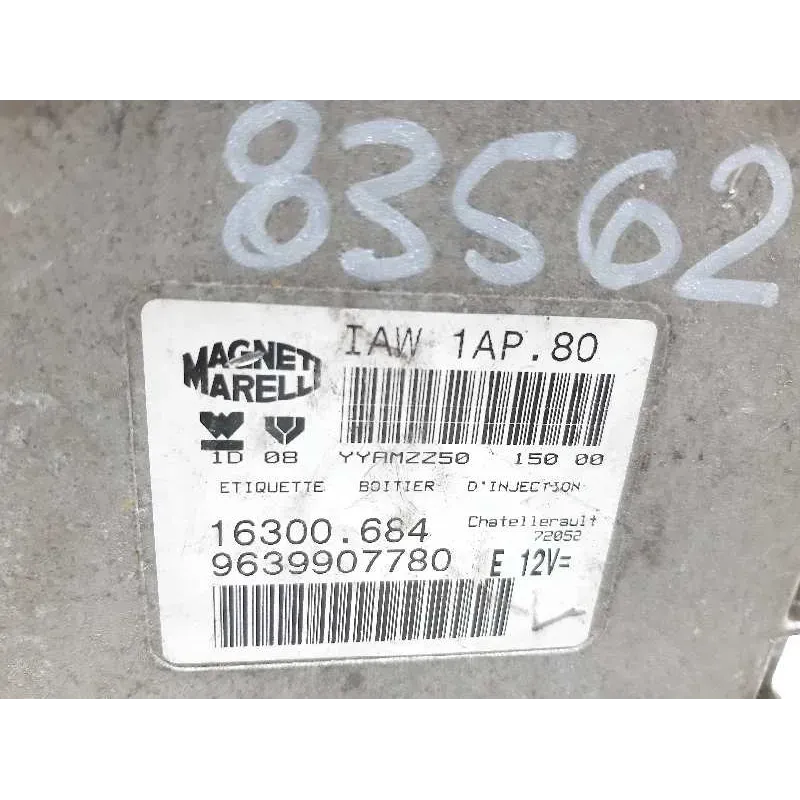 83562
IAW 1AP.80
MAGNETI
MARELLI
1D 08 YYAMZZ50 150 00
ETIQUETTE BOITIER D'INJECTION
16300.684 Chatellerault
72052
9639907780 E 12V=